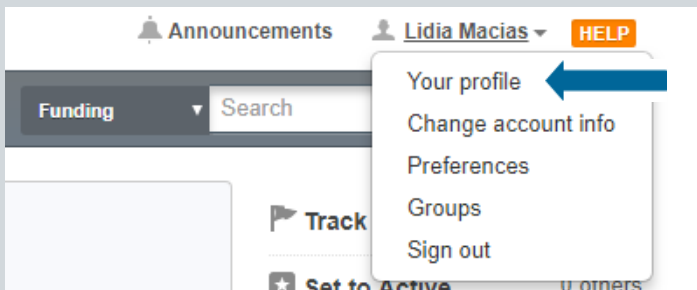 Announcements Lidia Macias HELP
Your profile
Funding Search
Change account info
Preferences
Groups
Track
Sign out
Set to Active 0 others